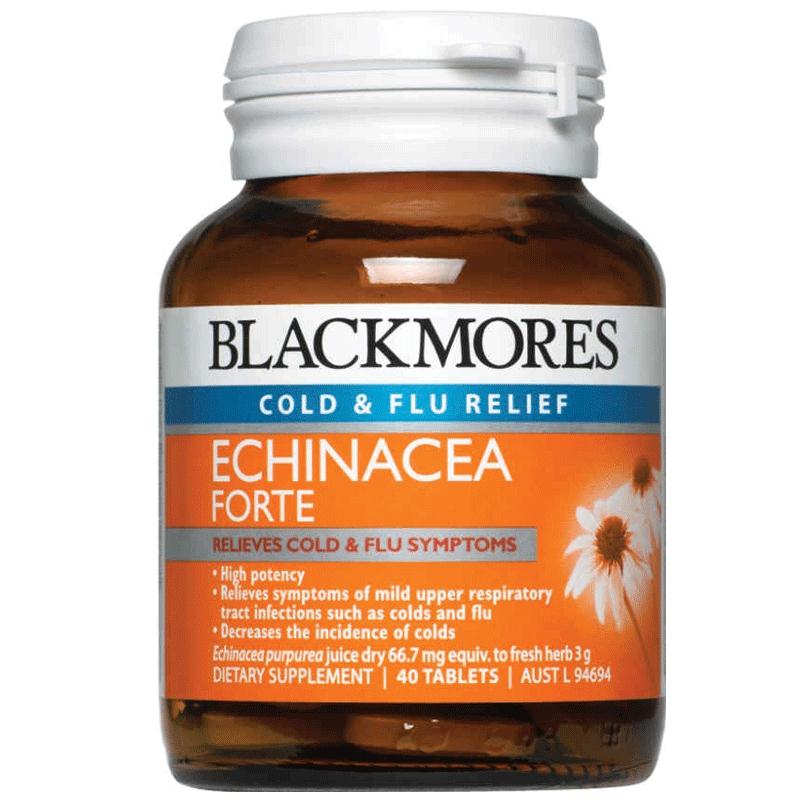 BLACKMORES
COLD & FLU RELIEF
ECHINACEA
FORTE
RELIEVES COLD & FLU SYMPTOMS
• High potency
• Relieves symptoms of mild upper respiratory
tract infections such as colds and flu
• Decreases the incidence of colds
Echinacea purpurea juice dry 66.7 mg equiv. to fresh herb 3 g
DIETARY SUPPLEMENT | 40 TABLETS | AUST L 94694